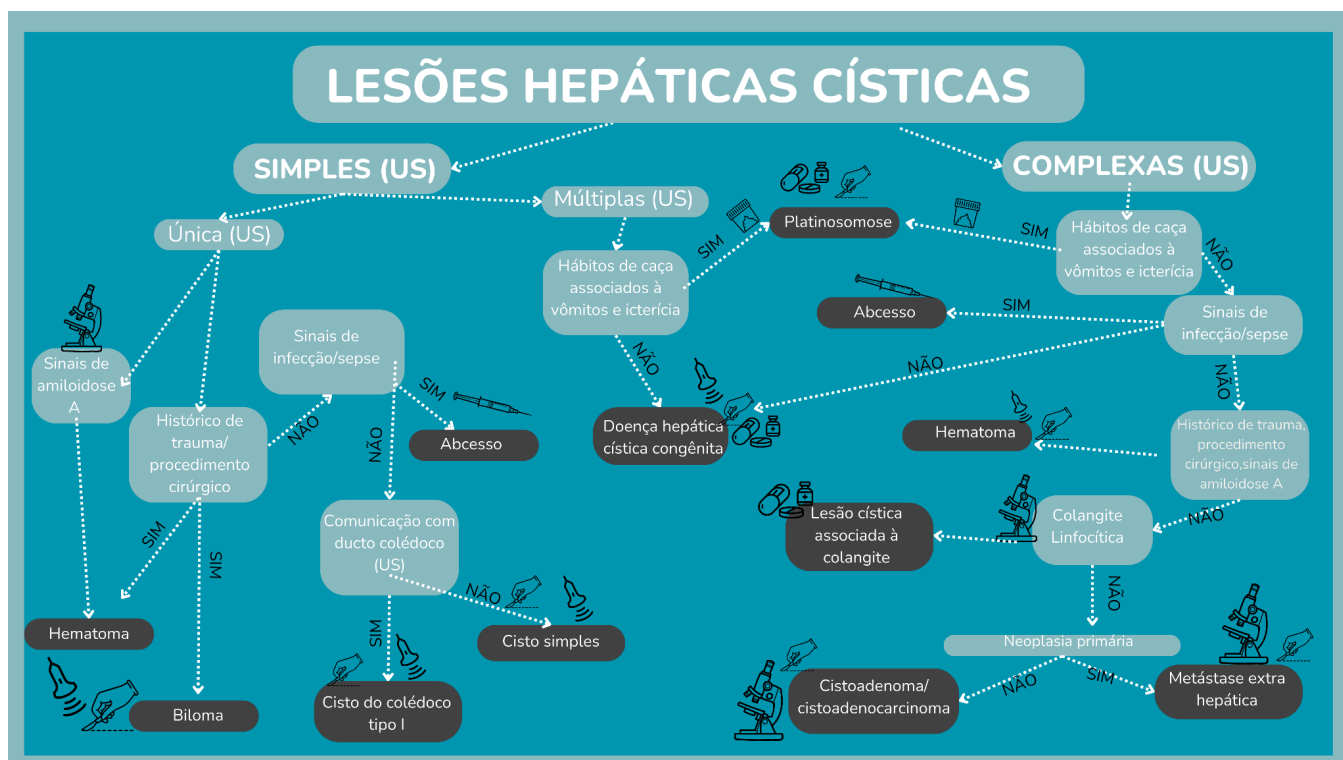 LESÕES HEPÁTICAS CÍSTICAS
SIMPLES (US)
COMPLEXAS (US)
Única (US)
Múltiplas (US)
Sinais de
amiloidose
A
Histórico de
trauma/
procedimento
cirúrgico
SIM
SIM
NÃO
Hematoma
Biloma
Sinais de
infecção/sepse
SIM
Abcesso
NÃO
Comunicação com
ducto colédoco
(US)
NÃO
Cisto simples
SIM
Cisto do colédoco
tipo I
Hábitos de caça
associados à
vômitos e icterícia
SIM
Platinosomose
NÃO
Doença hepática
cística congênita
Hábitos de caça
associados à
vômitos e icterícia
SIM
NÃO
Sinais de
infecção/sepse
SIM
Abcesso
NÃO
NÃO
Histórico de trauma,
procedimento
cirúrgico,sinais de
amiloidose A
Hematoma
NÃO
Colangite
Linfocítica
Lesão cística
associada à
colangite
NÃO
Neoplasia primária
NÃO
Cistoadenoma/
cistoadenocarcinoma
SIM
Metástase extra
hepática